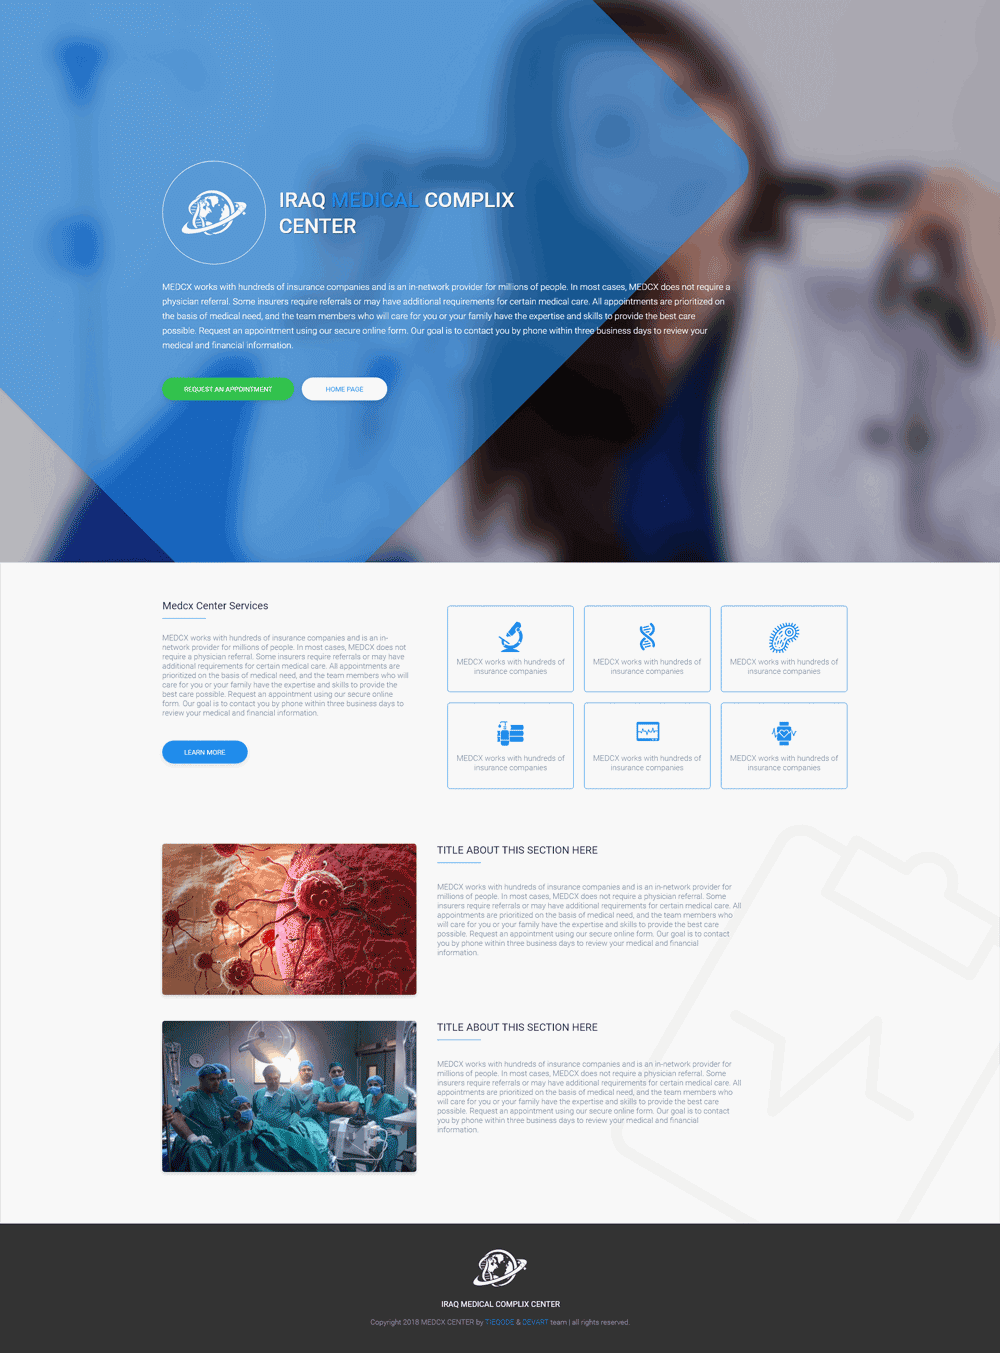 IRAQ MEDICAL COMPLIX
CENTER
MEDCX works with hundreds of insurance companies and is an in-network provider for millions of people. In most cases, MEDCX does not require a
physician referral. Some insurers require referrals or may have additional requirements for certain medical care. All appointments are prioritized on
the basis of medical need, and the team members who will care for you or your family have the expertise and skills to provide the best care
possible. Request an appointment using our secure online form. Our goal is to contact you by phone within three business days to review your
medical and financial information.
REQUEST AN APPOINTMENT
HOME PAGE
Medcx Center Services
MEDCX works with hundreds of insurance companies and is an in-
network provider for millions of people. In most cases, MEDCX does not
require a physician referral. Some insurers require referrals or may have
additional requirements for certain medical care. All appointments are
prioritized on the basis of medical need, and the team members who will
care for you or your family have the expertise and skills to provide the
best care possible. Request an appointment using our secure online
form. Our goal is to contact you by phone within three business days to
review your medical and financial information.
LEARN MORE
MEDCX works with hundreds of
insurance companies
MEDCX works with hundreds of
insurance companies
MEDCX works with hundreds of
insurance companies
MEDCX works with hundreds of
insurance companies
MEDCX works with hundreds of
insurance companies
MEDCX works with hundreds of
insurance companies
TITLE ABOUT THIS SECTION HERE
MEDCX works with hundreds of insurance companies and is an in-network provider for
millions of people. In most cases, MEDCX does not require a physician referral. Some
insurers require referrals or may have additional requirements for certain medical care. All
appointments are prioritized on the basis of medical need, and the team members who
will care for you or your family have the expertise and skills to provide the best care
possible. Request an appointment using our secure online form. Our goal is to contact
you by phone within three business days to review your medical and financial
information.
TITLE ABOUT THIS SECTION HERE
MEDCX works with hundreds of insurance companies and is an in-network provider for
millions of people. In most cases, MEDCX does not require a physician referral. Some
insurers require referrals or may have additional requirements for certain medical care. All
appointments are prioritized on the basis of medical need, and the team members who
will care for you or your family have the expertise and skills to provide the best care
possible. Request an appointment using our secure online form. Our goal is to contact
you by phone within three business days to review your medical and financial
information.
IRAQ MEDICAL COMPLIX CENTER
Copyright 2018 MEDCX CENTER by TIEQODE & DEVART team | all rights reserved.